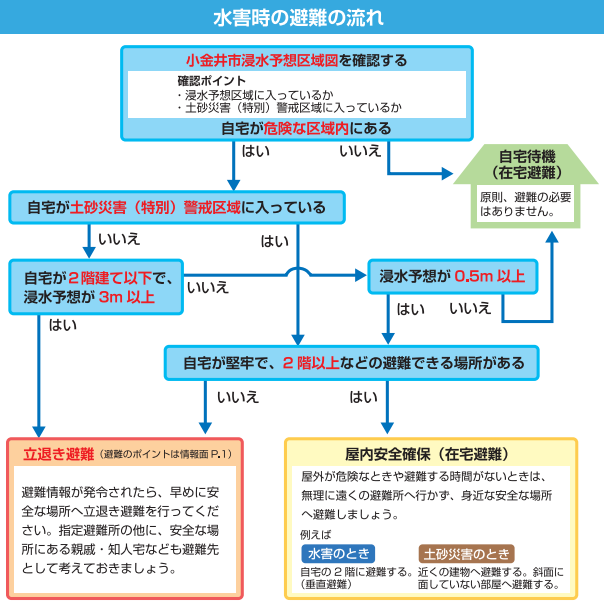 水害時の避難の流れ
小金井市浸水予想区域図を確認する
確認ポイント
・浸水予想区域に入っているか
・土砂災害（特別）警戒区域に入っているか
自宅が危険な区域内にある
はい
いいえ
自宅待機
（在宅避難）
原則、避難の必要
はありません。
自宅が土砂災害（特別）警戒区域に入っている
いいえ
はい
自宅が２階建て以下で、
浸水予想が3m以上
いいえ
浸水予想が0.5m以上
はい
はい
いいえ
自宅が堅牢で、２階以上などの避難できる場所がある
いいえ
はい
立退き避難（避難のポイントは情報面P.1）
避難情報が発令されたら、早めに安
全な場所へ立退き避難を行ってくだ
さい。指定避難所の他に、安全な場
所にある親戚・知人宅なども避難先
として考えておきましょう。
屋内安全確保（在宅避難）
屋外が危険なときや避難する時間がないときは、
無理に遠くの避難所へ行かず、身近な安全な場所
へ避難しましょう。
例えば
水害のとき
自宅の２階に避難する。
（垂直避難）
土砂災害のとき
近くの建物へ避難する。斜面に
面していない部屋へ避難する。